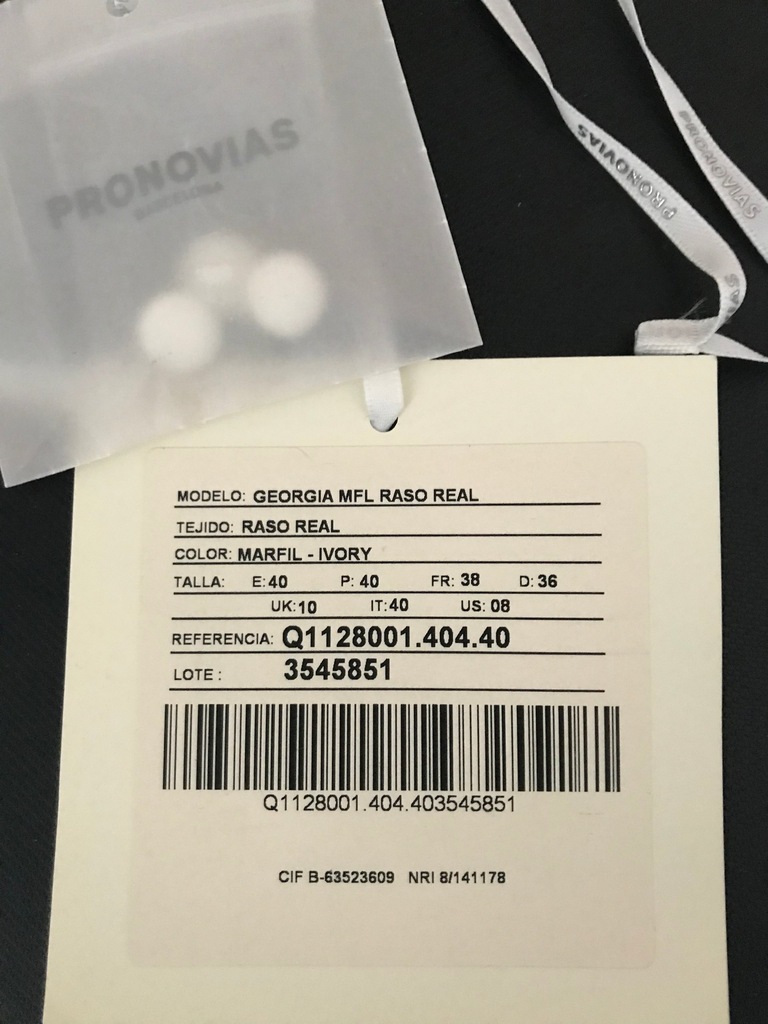 PRONOVIAS
BARCELONA
PRONOVIAS
PRONOVIAS
MODELO: GEORGIA MFL RASO REAL
TEJIDO: RASO REAL
COLOR: MARFIL - IVORY
TALLA: E:40 P: 40 FR: 38 D:36
UK:10 IT:40 US: 08
REFERENCIA: Q1128001.404.40
LOTE : 3545851
Q1128001.404.403545851
CIF B-63523609 NRI 8/141178